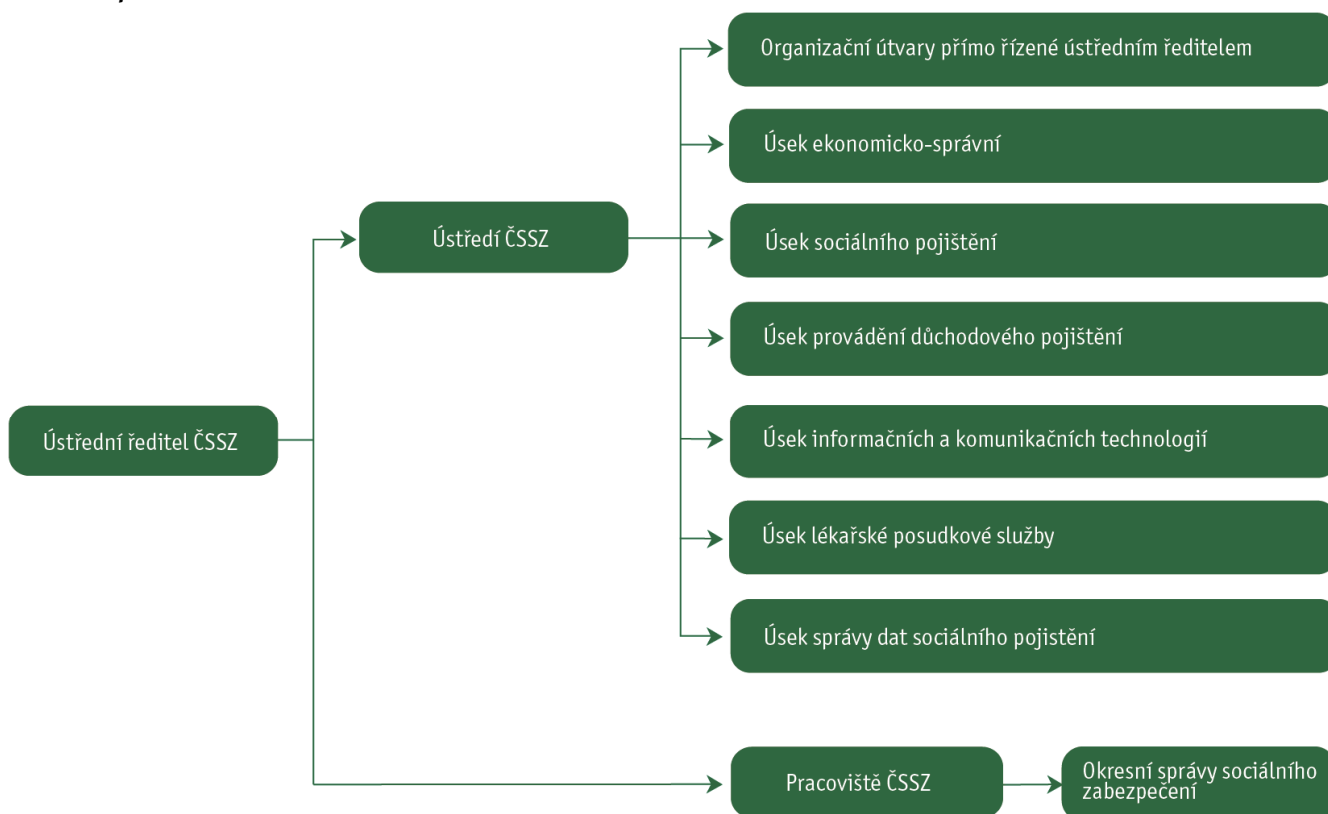 Organizační útvary přímo řízené ústředním ředitelem
Úsek ekonomicko-správní
Ústředí ČSSZ
Úsek sociálního pojištění
Úsek provádění důchodového pojištění
Ústřední ředitel ČSSZ
Úsek informačních a komunikačních technologií
Úsek lékařské posudkové služby
Úsek správy dat sociálního pojistění
Pracoviště ČSSZ
Okresní správy sociálního
zabezpečení